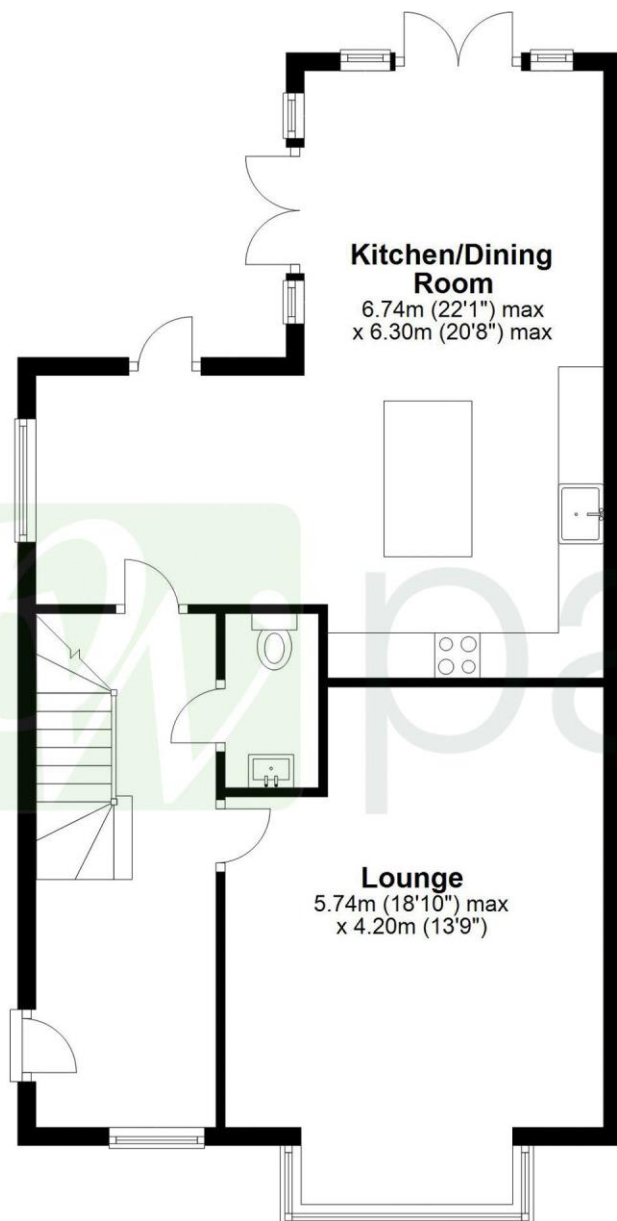 Kitchen/Dining
Room
6.74m (22'1") max
x 6.30m (20'8") max
pa
Lounge
5.74m (18'10") max
x 4.20m (13'9")